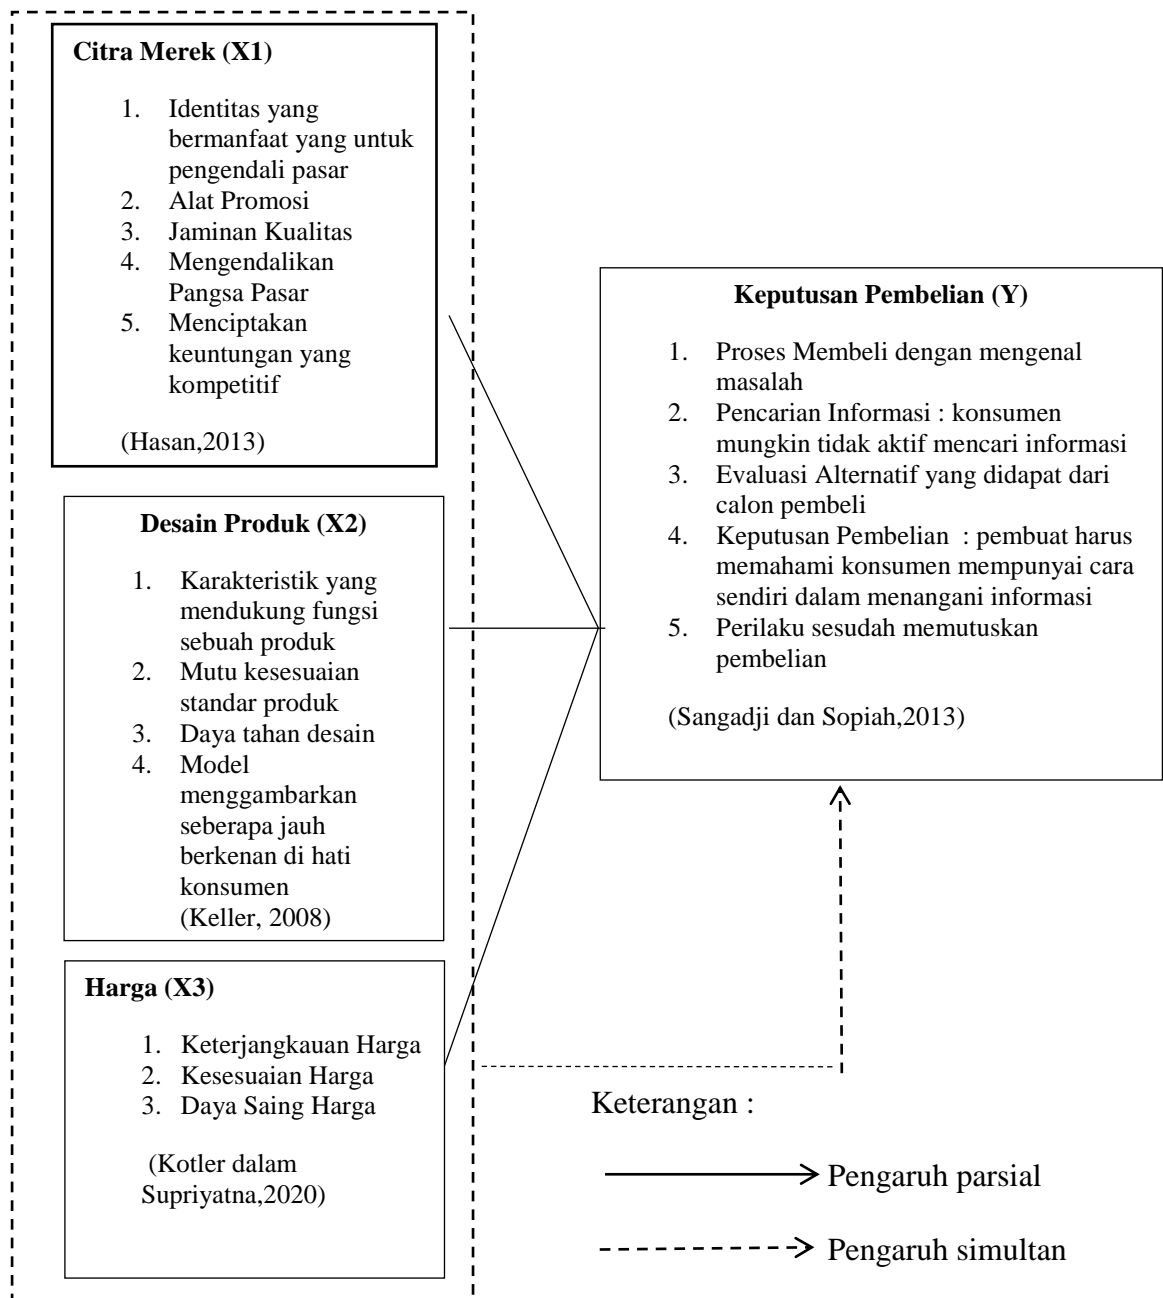 Citra Merek (X1)
1. Identitas yang
bermanfaat yang untuk
pengendali pasar
2. Alat Promosi
3. Jaminan Kualitas
4. Mengendalikan
Pangsa Pasar
5. Menciptakan
keuntungan yang
kompetitif
(Hasan,2013)
Desain Produk (X2)
1. Karakteristik yang
mendukung fungsi
sebuah produk
2. Mutu kesesuaian
standar produk
3. Daya tahan desain
4. Model
menggambarkan
seberapa jauh
berkenan di hati
konsumen
(Keller, 2008)
Harga (X3)
1. Keterjangkauan Harga
2. Kesesuaian Harga
3. Daya Saing Harga
(Kotler dalam
Supriyatna,2020)
Keputusan Pembelian (Y)
1. Proses Membeli dengan mengenal
masalah
2. Pencarian Informasi : konsumen
mungkin tidak aktif mencari informasi
3. Evaluasi Alternatif yang didapat dari
calon pembeli
4. Keputusan Pembelian : pembuat harus
memahami konsumen mempunyai cara
sendiri dalam menangani informasi
5. Perilaku sesudah memutuskan
pembelian
(Sangadji dan Sopiah,2013)
Keterangan :
Pengaruh parsial
Pengaruh simultan